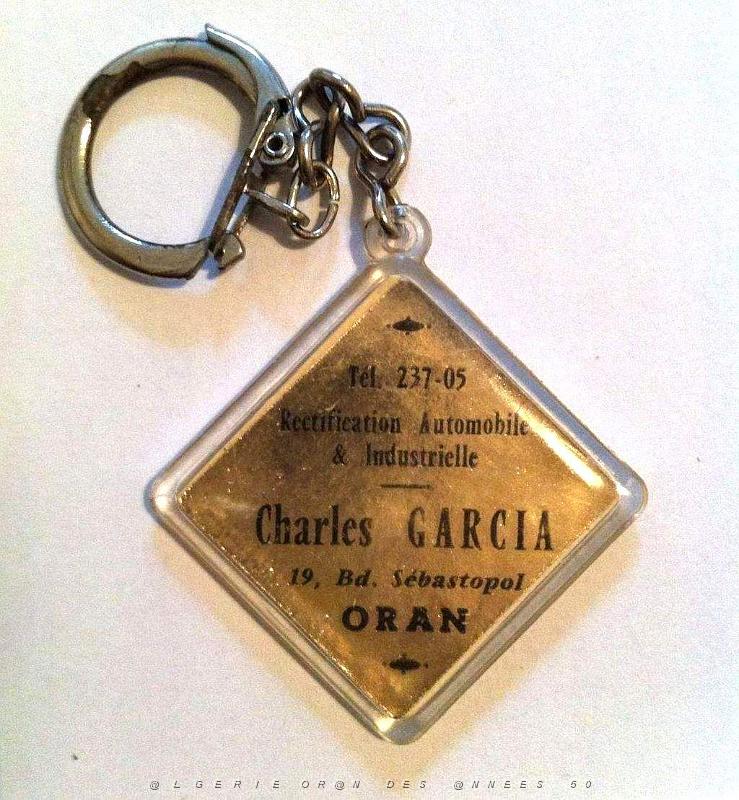 Tél. 237-05
Rectification Automobile
& Industrielle
Charles GARCIA
19, Bd. Sébastopol
ORAN
@LGERIE OR@N DES @NNEES 50